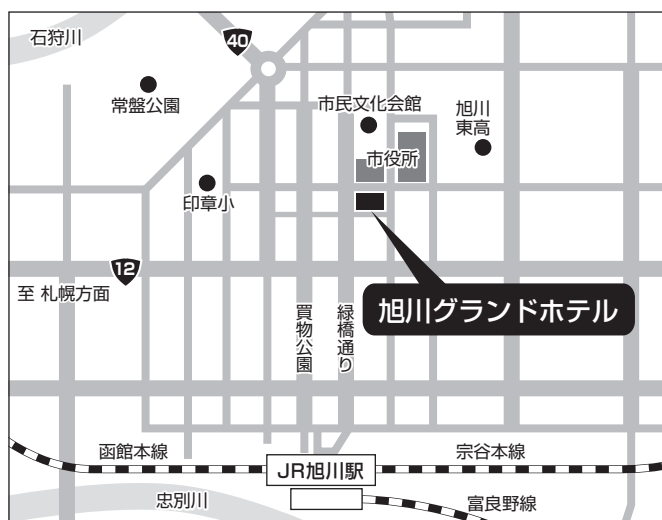 石狩川
40
常盤公園
市民文化会館
旭川
東高
市役所
印章小
12
至 札幌方面
旭川グランドホテル
買物公園
緑橋通り
函館本線
宗谷本線
JR旭川駅
忠別川
富良野線